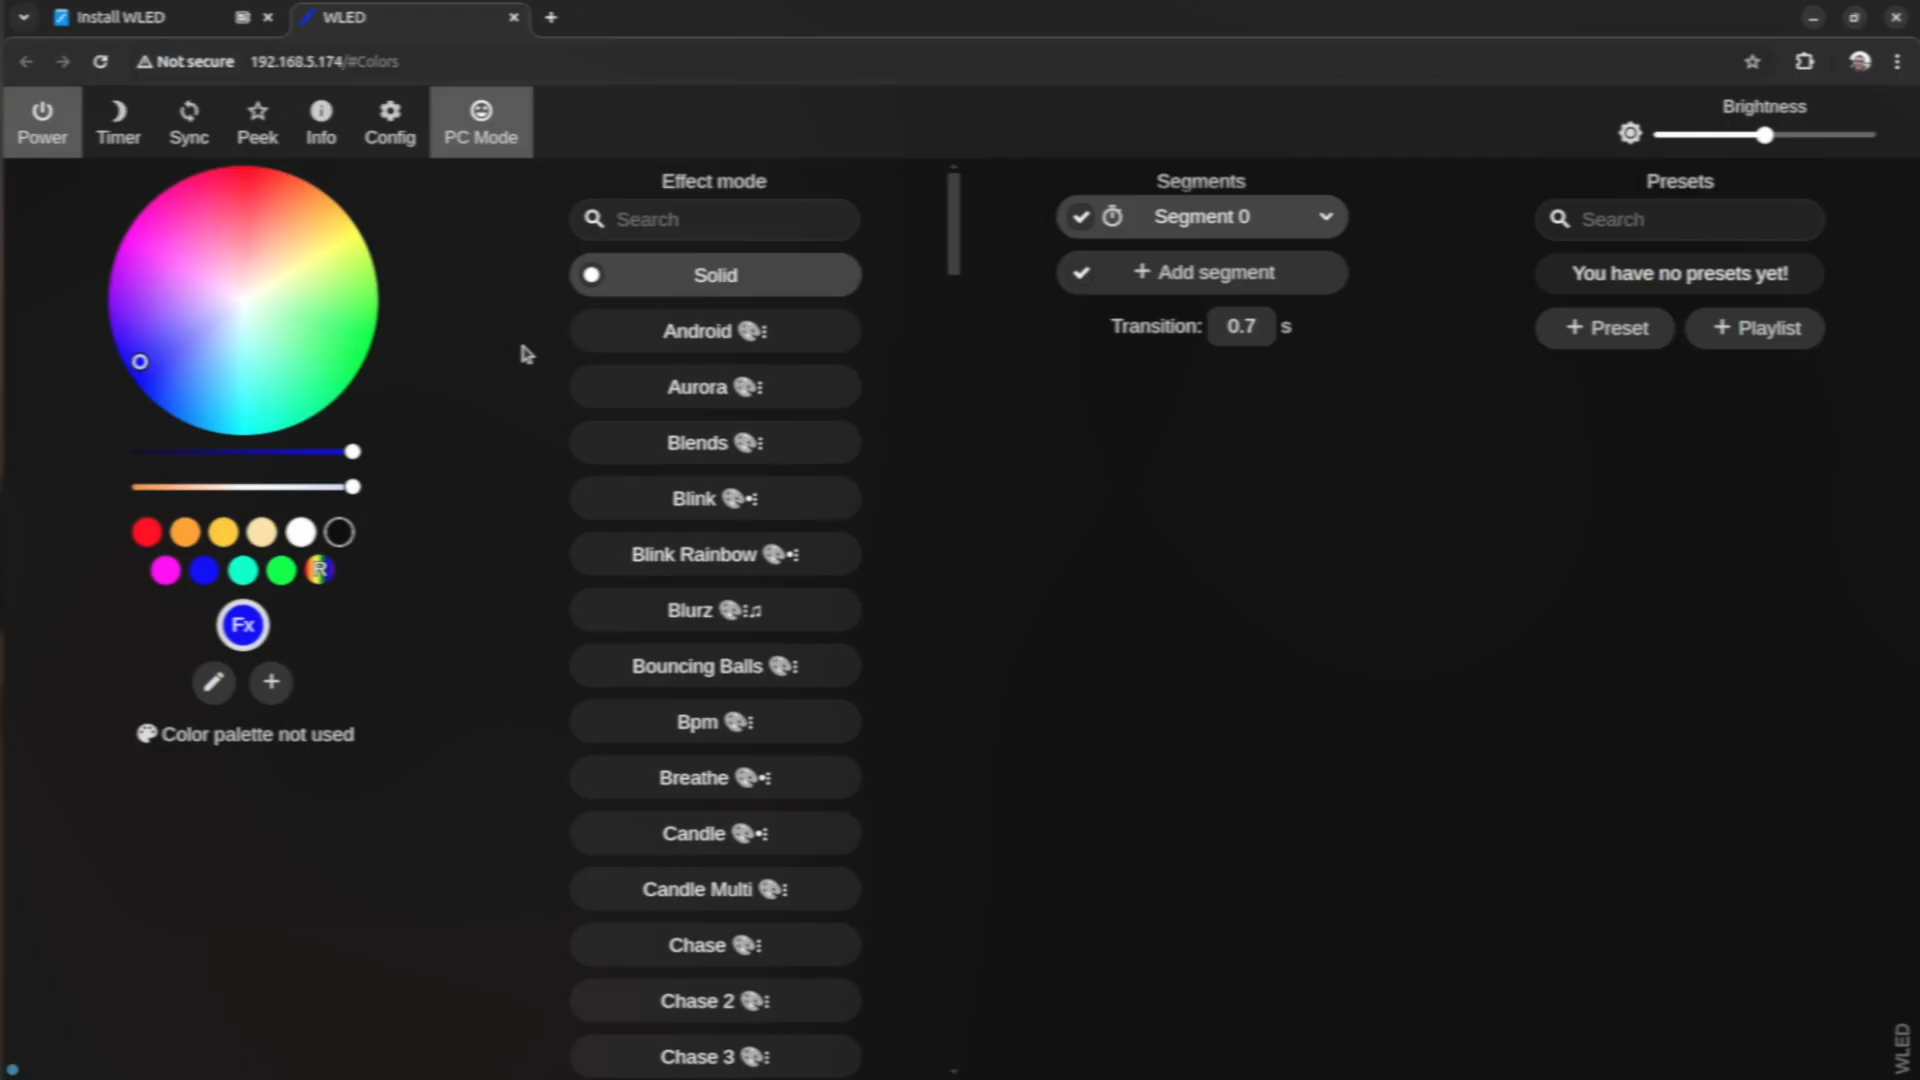 Install WLED
WLED
Not secure 192.168.5.174/#Colors
Power
Timer
Sync
Peek
Info
Config
PC Mode
Brightness
R
Fx
Color palette not used
Effect mode
Search
Solid
Android
Aurora
Blends
Blink
Blink Rainbow
Blurz
Bouncing Balls
Bpm
Breathe
Candle
Candle Multi
Chase
Chase 2
Chase 3
Segments
Segment 0
+ Add segment
Transition: 0.7 s
Presets
Search
You have no presets yet!
+ Preset
+ Playlist
WLED